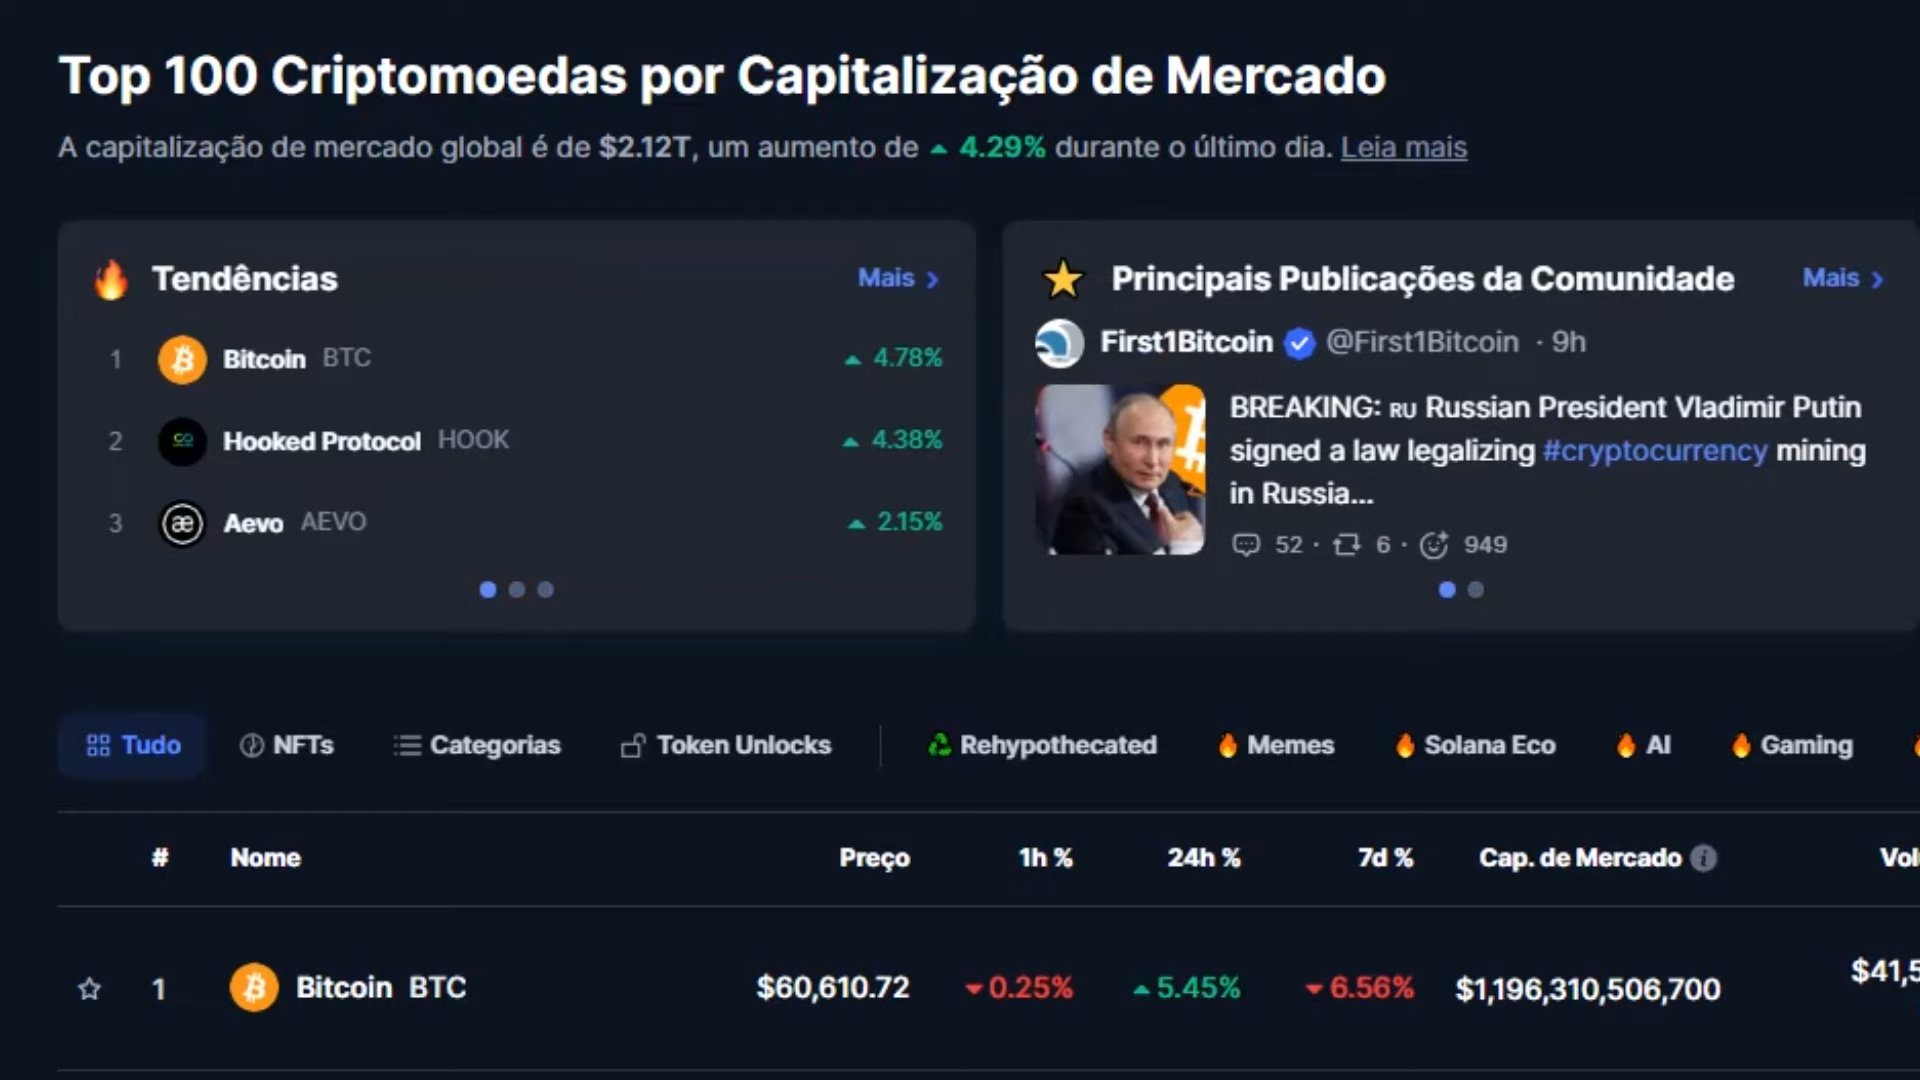 Top 100 Criptomoedas por Capitalização de Mercado
A capitalização de mercado global é de $2.12T, um aumento de 4.29% durante o último dia. Leia mais
Tendências
Mais
1 Bitcoin BTC 4.78%
2 Hooked Protocol HOOK 4.38%
3 Aevo AEVO 2.15%
Principais Publicações da Comunidade
Mais
First1Bitcoin @First1Bitcoin · 9h
BREAKING: RU Russian President Vladimir Putin
signed a law legalizing #cryptocurrency mining
in Russia...
52 · 6 · 949
Tudo NFTs Categorias Token Unlocks Rehypothecated Memes Solana Eco AI Gaming
# Nome Preço 1h % 24h % 7d % Cap. de Mercado
1 Bitcoin BTC $60,610.72 0.25% 5.45% 6.56% $1,196,310,506,700 $41,5